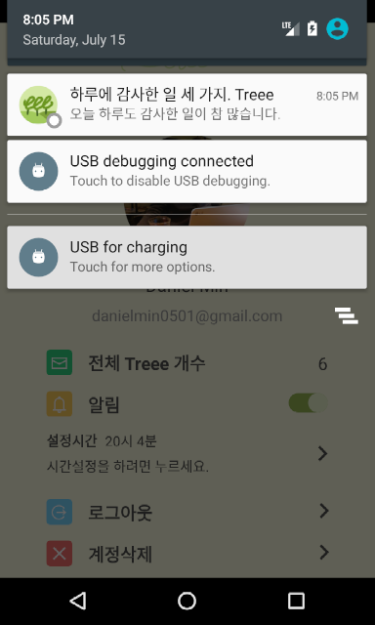 8:05 PM
LTE
Saturday, July 15
하루에 감사한 일 세 가지. Treee 8:05 PM
오늘 하루도 감사한 일이 참 많습니다.
USB debugging connected
Touch to disable USB debugging.
USB for charging
Touch for more options.
Daniel Min
danielmin0501@gmail.com
전체 Treee 개수 6
알림
설정시간 20시 4분
시간설정을 하려면 누르세요.
로그아웃
계정삭제